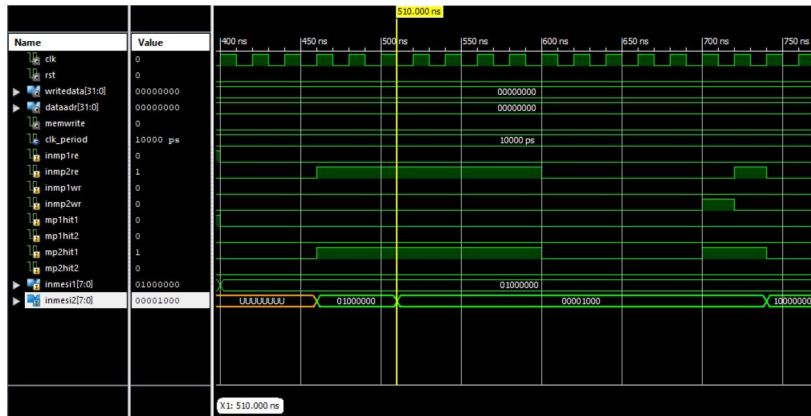 510.000 ns
Name Value 400 ns 450 ns 500 ns 550 ns 600 ns 650 ns 700 ns 750 ns
clk 0
rst 0
writedata[31:0] 00000000 00000000
dataadr[31:0] 00000000 00000000
memwrite 0
clk_period 10000 ps 10000 ps
inmp1re 0
inmp2re 1
inmp1wr 0
inmp2wr 0
mp1hit1 0
mp1hit2 0
mp2hit1 1
mp2hit2 0
inmesi1[7:0] 01000000 01000000
inmesi2[7:0] 00001000 UUUUUUUU 01000000 00001000 10000000
X1: 510.000 ns